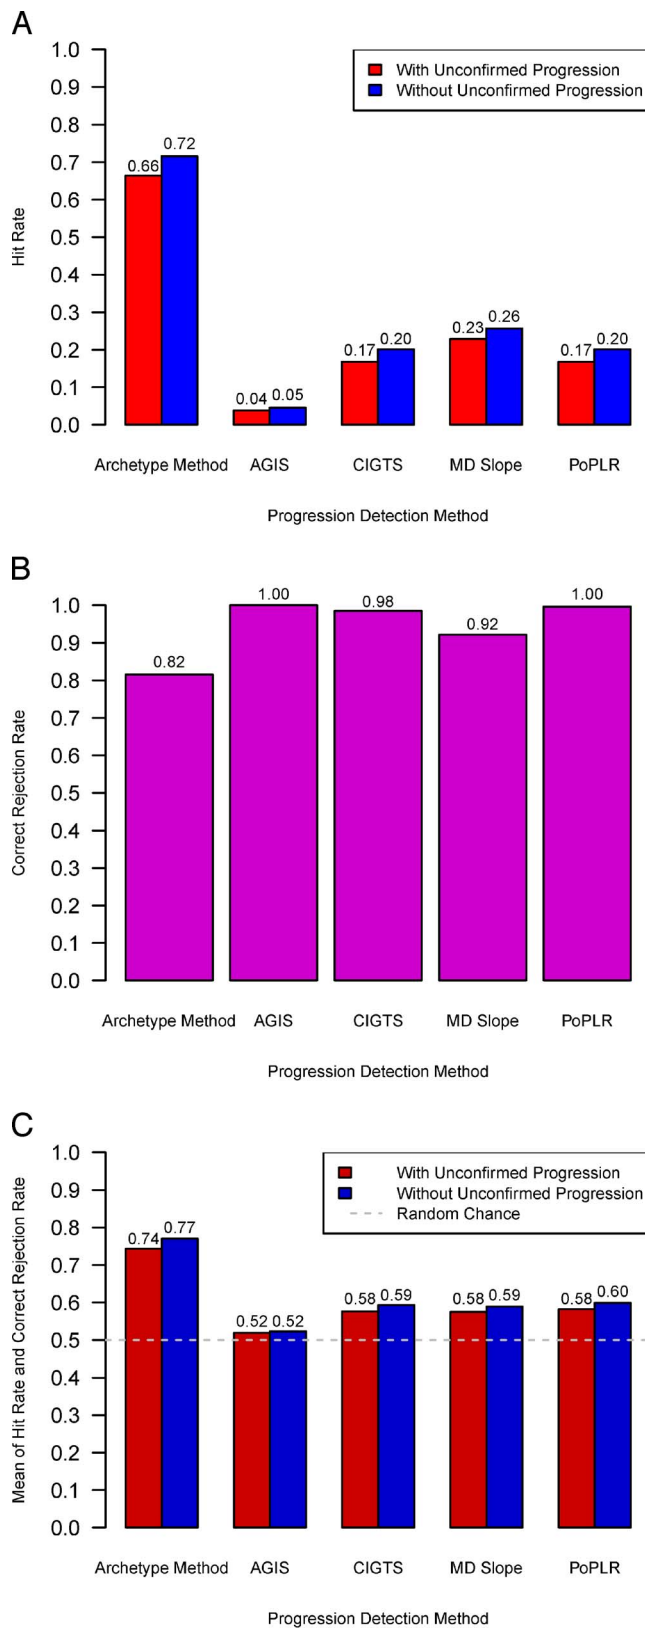 A
1.0
0.9
0.8
0.7
0.6
0.5
0.4
0.3
0.2
0.1
0.0
Hit Rate
With Unconfirmed Progression
Without Unconfirmed Progression
0.66 0.72
0.04 0.05
0.17 0.20
0.23 0.26
0.17 0.20
Archetype Method AGIS CIGTS MD Slope PoPLR
Progression Detection Method
B
1.0
0.9
0.8
0.7
0.6
0.5
0.4
0.3
0.2
0.1
0.0
Correct Rejection Rate
0.82 1.00 0.98 0.92 1.00
Archetype Method AGIS CIGTS MD Slope PoPLR
Progression Detection Method
C
1.0
0.9
0.8
0.7
0.6
0.5
0.4
0.3
0.2
0.1
0.0
Mean of Hit Rate and Correct Rejection Rate
With Unconfirmed Progression
Without Unconfirmed Progression
Random Chance
0.74 0.77
0.52 0.52
0.58 0.59
0.58 0.59
0.58 0.60
Archetype Method AGIS CIGTS MD Slope PoPLR
Progression Detection Method